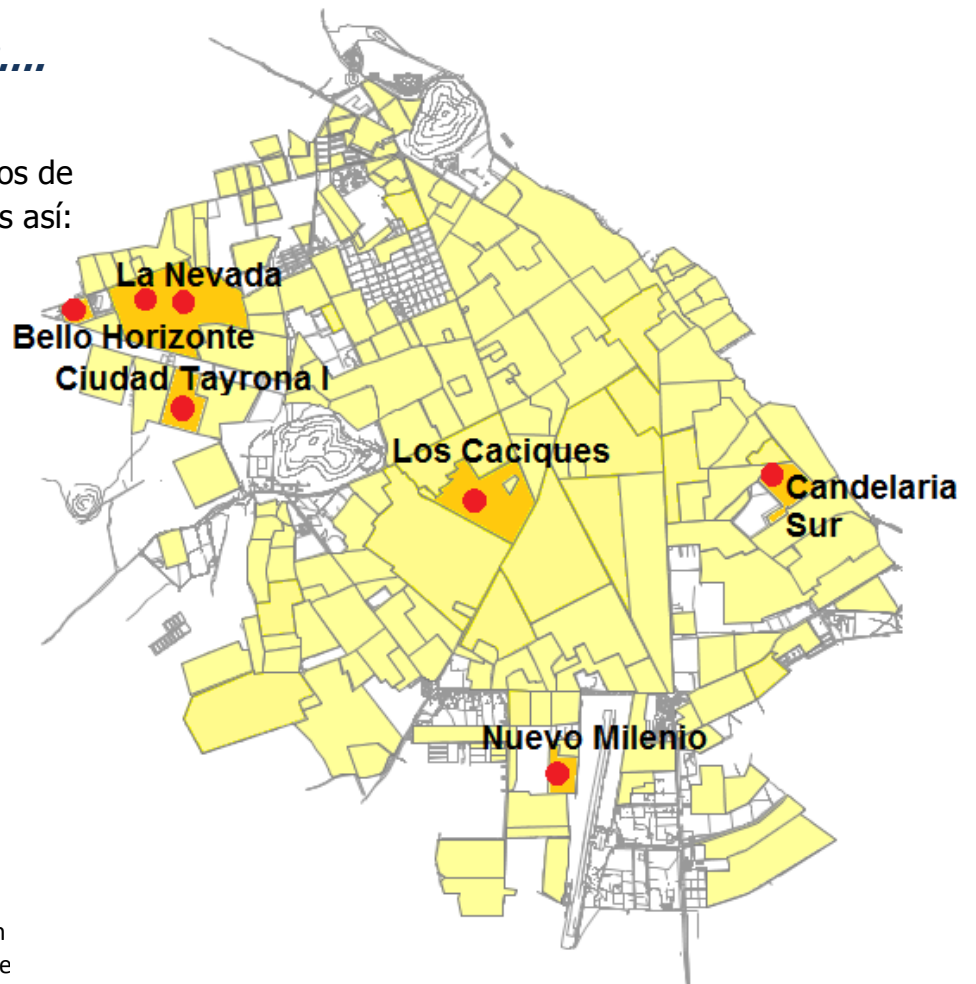 os de
s así:
La Nevada
Bello Horizonte
Ciudad Tayrona I
Los Caciques
Candelaria
Sur
Nuevo Milenio
n
e